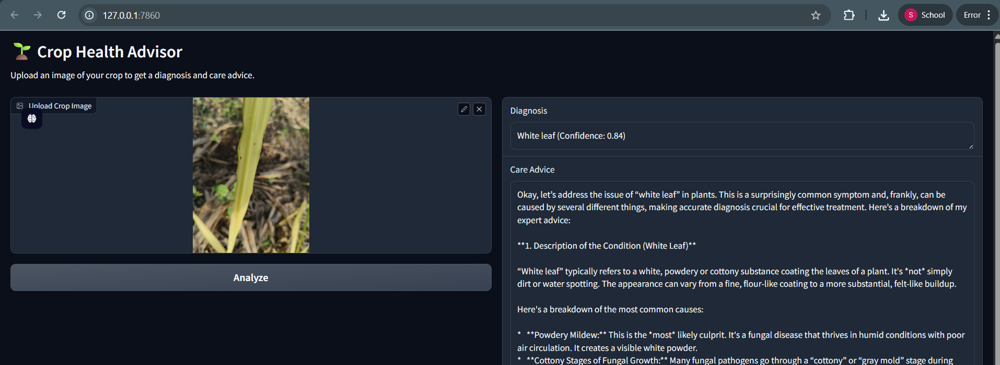 127.0.0.1:7860
School
Error
Crop Health Advisor
Upload an image of your crop to get a diagnosis and care advice.
Upload Crop Image
Analyze
Diagnosis
White leaf (Confidence: 0.84)
Care Advice
Okay, let’s address the issue of “white leaf” in plants. This is a surprisingly common symptom and, frankly, can be
caused by several different things, making accurate diagnosis crucial for effective treatment. Here’s a breakdown of my
expert advice:
**1. Description of the Condition (White Leaf)**
“White leaf” typically refers to a white, powdery or cottony substance coating the leaves of a plant. It's *not* simply
dirt or water spotting. The appearance can vary from a fine, flour-like coating to a more substantial, felt-like buildup.
Here's a breakdown of the most common causes:
* **Powdery Mildew:** This is the *most* likely culprit. It's a fungal disease that thrives in humid conditions with poor
air circulation. It creates a visible white powder.
* **Cottony Stages of Fungal Growth:** Many fungal pathogens go through a “cottony” or “gray mold” stage during